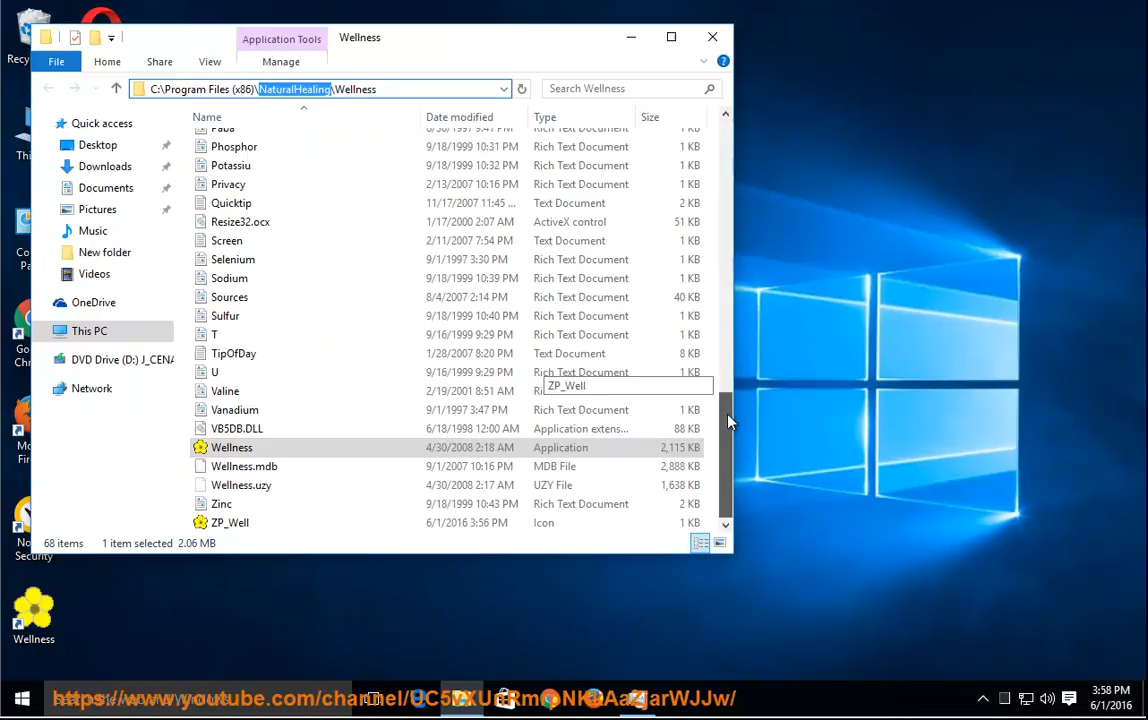 Application Tools
Wellness
File
Home
Share
View
Manage
C:\Program Files (x86)\NaturalHealing\Wellness
Search Wellness
Name
Date modified
Type
Size
Quick access
Desktop
Downloads
Documents
Pictures
Music
New folder
Videos
OneDrive
This PC
DVD Drive (D:) J_CENA
Network
Paba 8/30/1997 9:41 PM Rich Text Document 1 KB
Phosphor 9/18/1999 10:31 PM Rich Text Document 1 KB
Potassiu 9/18/1999 10:32 PM Rich Text Document 1 KB
Privacy 2/13/2007 10:16 PM Rich Text Document 1 KB
Quicktip 11/17/2007 11:45 ... Text Document 2 KB
Resize32.ocx 1/17/2000 2:07 AM ActiveX control 51 KB
Screen 2/11/2007 7:54 PM Text Document 1 KB
Selenium 9/1/1997 3:30 PM Rich Text Document 1 KB
Sodium 9/18/1999 10:39 PM Rich Text Document 1 KB
Sources 8/4/2007 2:14 PM Rich Text Document 40 KB
Sulfur 9/18/1999 10:40 PM Rich Text Document 1 KB
T 9/16/1999 9:29 PM Rich Text Document 1 KB
TipOfDay 1/28/2007 8:20 PM Text Document 8 KB
U 9/16/1999 9:29 PM Rich Text Document 1 KB
ZP_Well
Valine 2/19/2001 8:51 AM 1 KB
Vanadium 9/1/1997 3:47 PM Rich Text Document 1 KB
VB5DB.DLL 6/18/1998 12:00 AM Application extens... 88 KB
Wellness 4/30/2008 2:18 AM Application 2,115 KB
Wellness.mdb 9/1/2007 10:16 PM MDB File 2,888 KB
Wellness.uzy 4/30/2008 2:17 AM UZY File 1,638 KB
Zinc 9/18/1999 10:43 PM Rich Text Document 2 KB
ZP_Well 6/1/2016 3:56 PM Icon 1 KB
68 items 1 item selected 2.06 MB
Security
Wellness
3:58 PM
6/1/2016